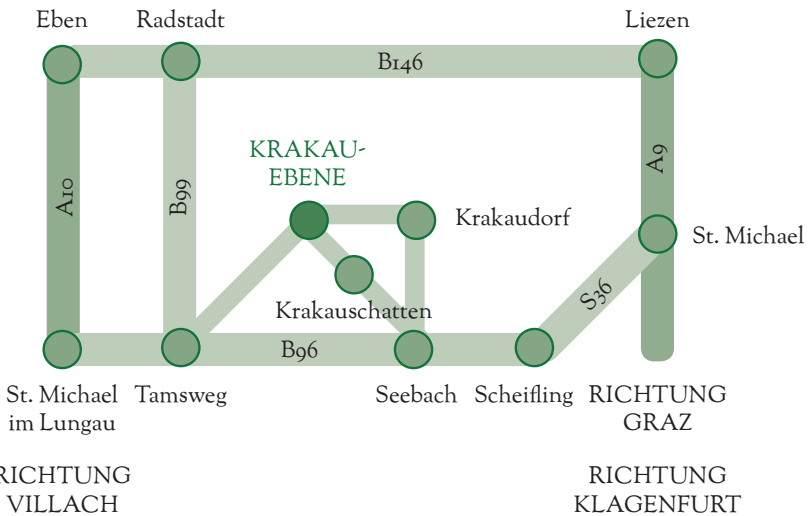 Eben
Radstadt
Liezen
B146
KRAKAU-
EBENE
A10
B99
A9
Krakaudorf
St. Michael
S36
Krakauschatten
B96
St. Michael
im Lungau
Tamsweg
Seebach
Scheifling
RICHTUNG
GRAZ
RICHTUNG
VILLACH
RICHTUNG
KLAGENFURT